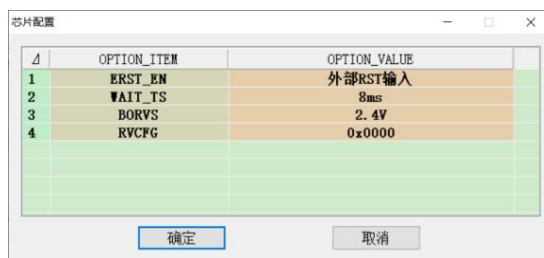 芯片配置
OPTION_ITEM OPTION_VALUE
1 ERST_EN 外部RST输入
2 WAIT_TS 8ms
3 BORVS 2.4V
4 RVCFG 0x0000
确定 取消